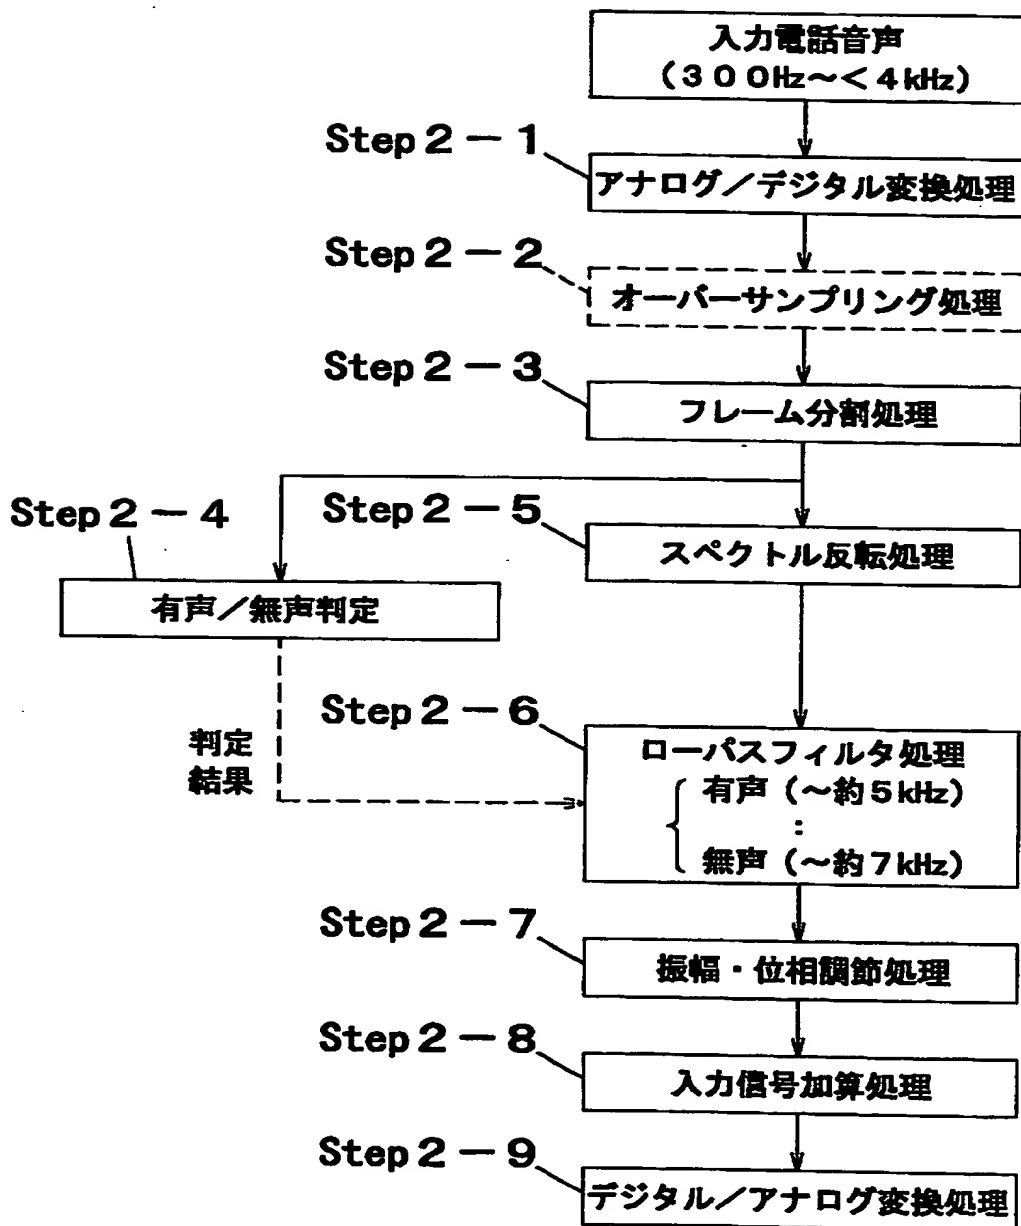 入力電話音声
(300Hz〜<4kHz)
Step2-1
アナログ/デジタル変換処理
Step2-2
オーバーサンプリング処理
Step2-3
フレーム分割処理
Step2-4
有声/無声判定
Step2-5
スペクトル反転処理
判定
結果
Step2-6
ローパスフィルタ処理
有声(〜約5kHz)
:
無声(〜約7kHz)
Step2-7
振幅・位相調節処理
Step2-8
入力信号加算処理
Step2-9
デジタル/アナログ変換処理